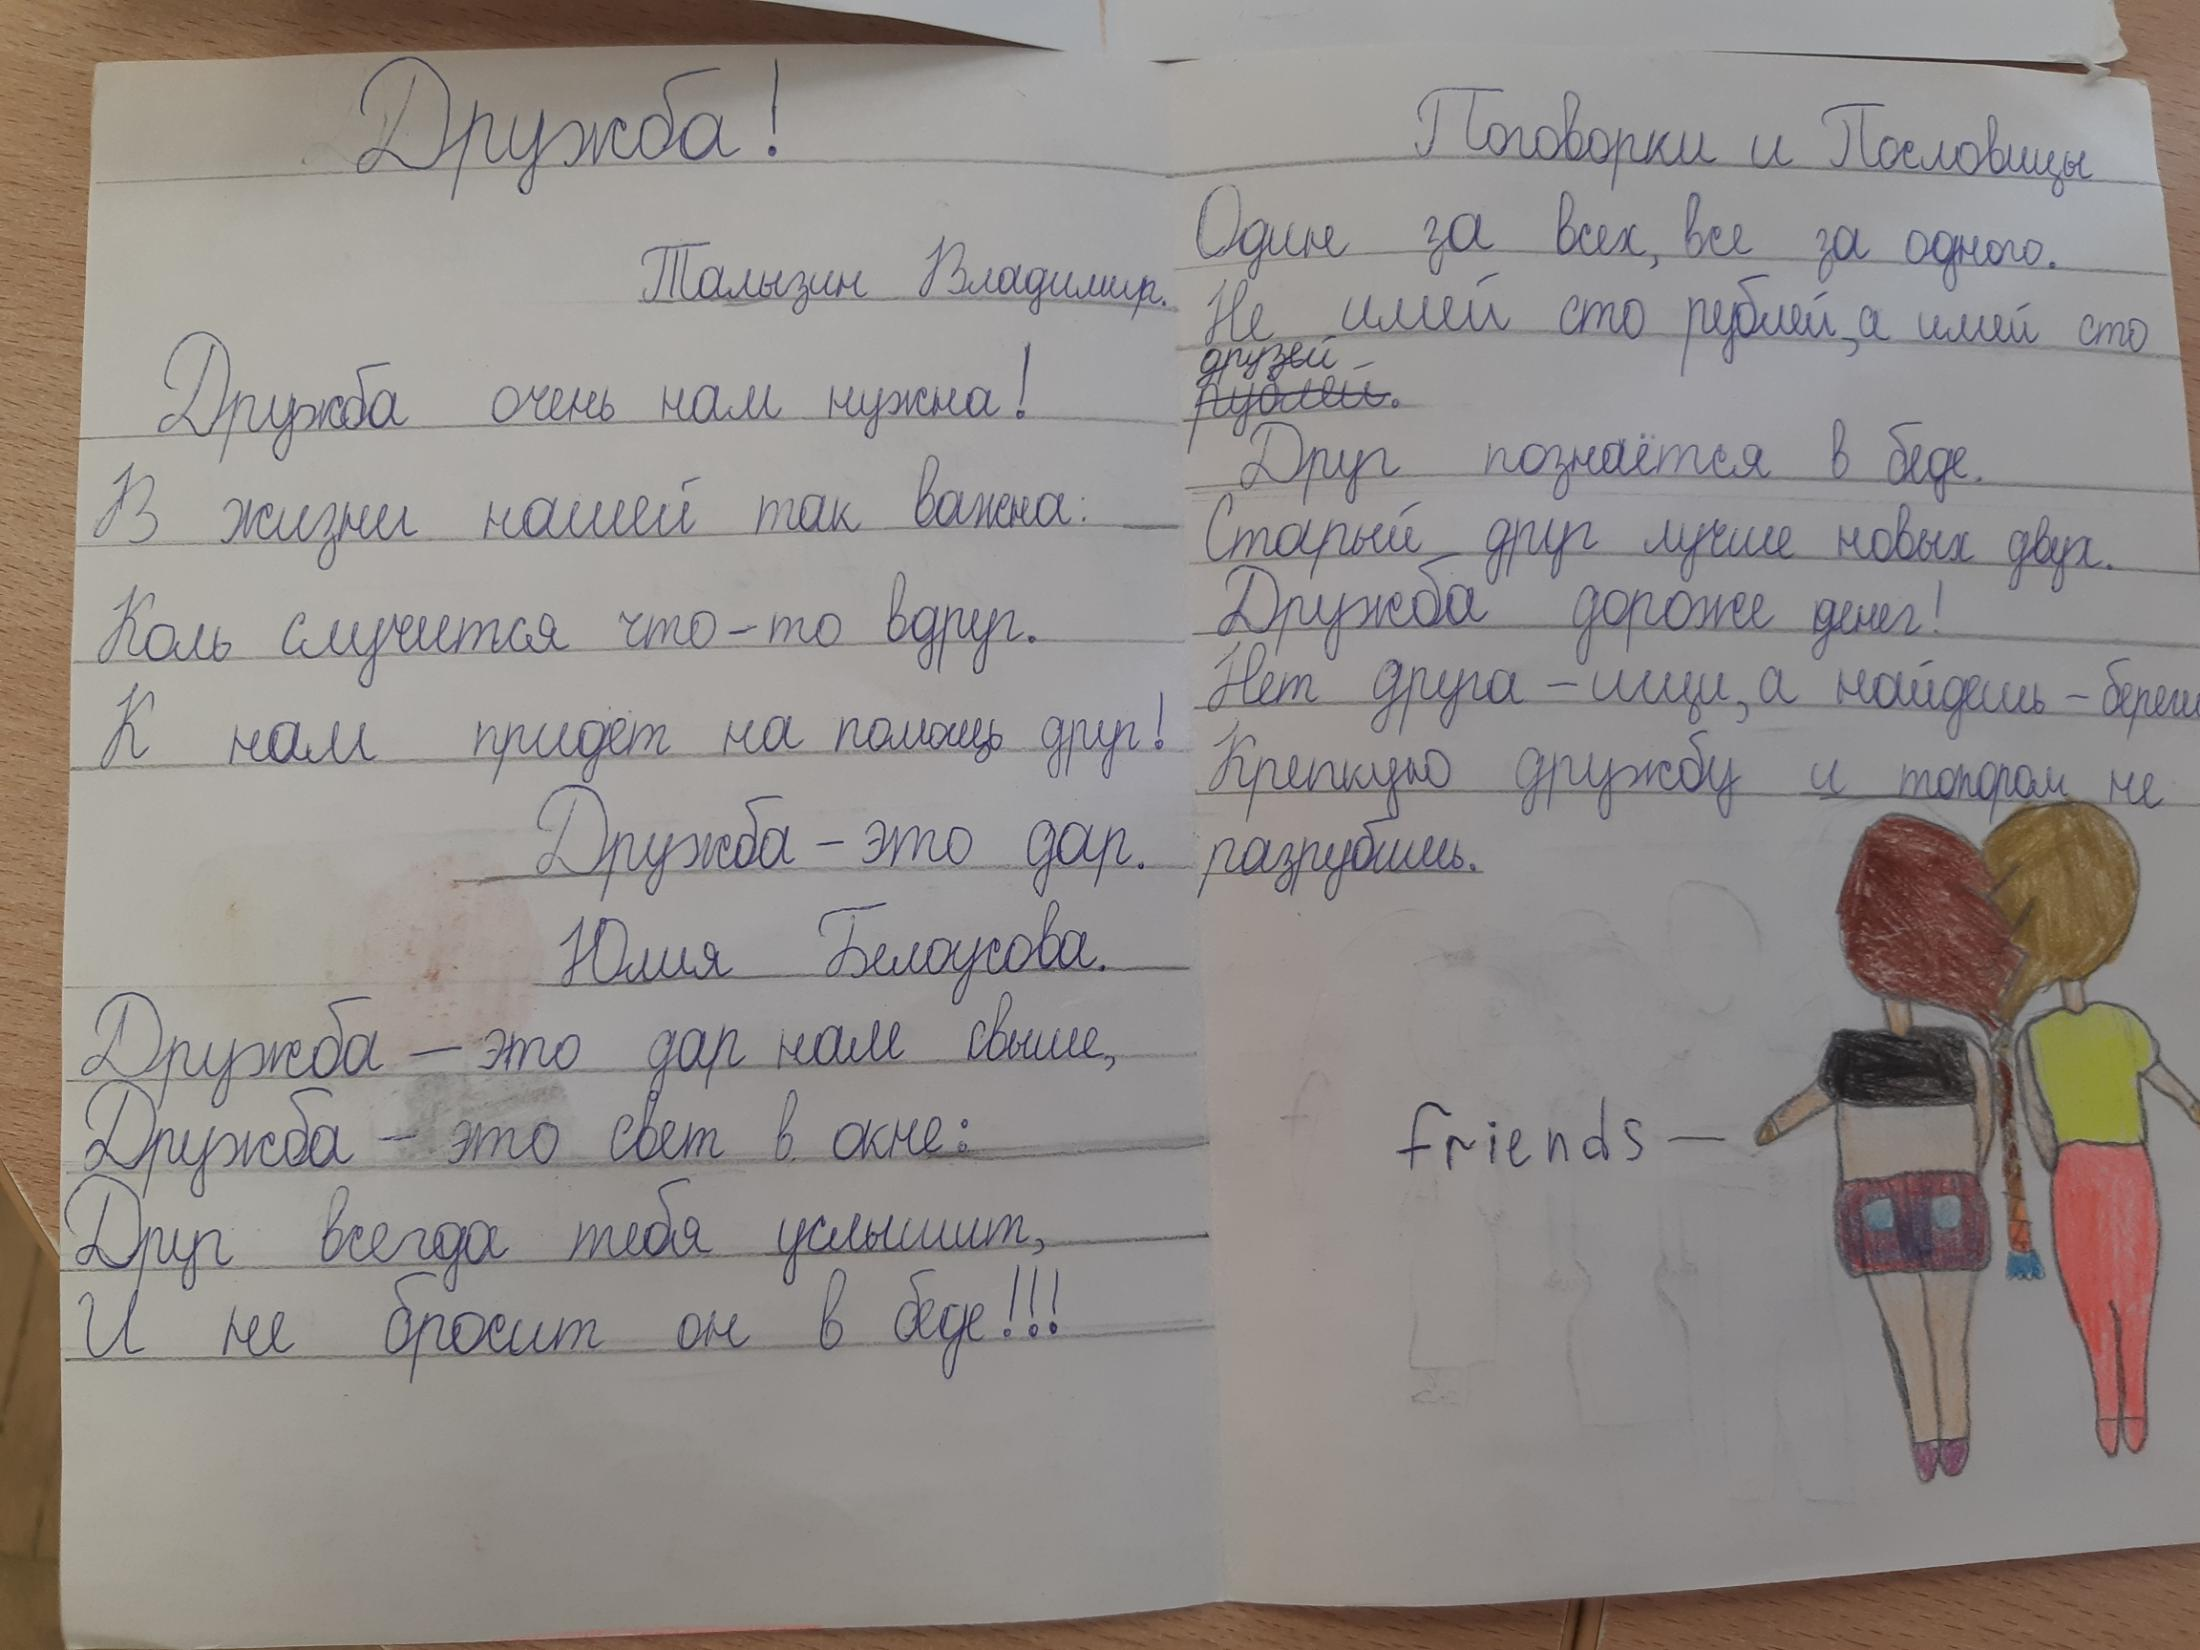 Дружба!
Талызин Владимир.
Дружба очень нам нужна!
В жизни нашей так важна:
Коль случится что-то вдруг.
К нам придёт на помощь друг!
Дружба – это дар.
Юлия Белоусова.
Дружба – это дар нам свыше,
Дружба – это свет в окне:
Друг всегда тебя услышит,
И не бросит он в беде!!!
Поговорки и Пословицы
Один за всех, все за одного.
Не имей сто рублей, а имей сто
друзей
рублей.
Друг познаётся в беде.
Старый друг лучше новых двух.
Дружба дороже денег!
Нет друга – ищи, а найдешь – береги
Крепкую дружбу и топором не
разрубишь.
friends –